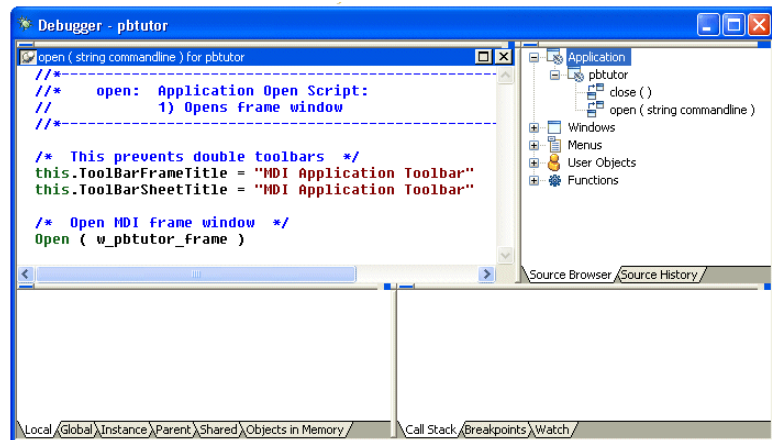 Debugger - pbtutor
open ( string commandline ) for pbtutor
//*-------------------------------------------------------
//*    open:  Application Open Script:
//            1) Opens frame window
//*-------------------------------------------------------
/*  This prevents double toolbars  */
this.ToolBarFrameTitle = "MDI Application Toolbar"
this.ToolBarSheetTitle = "MDI Application Toolbar"
/*  Open MDI frame window  */
Open ( w_pbtutor_frame )
Application
pbtutor
close ( )
open ( string commandline )
Windows
Menus
User Objects
Functions
Source Browser Source History
Local Global Instance Parent Shared Objects in Memory
Call Stack Breakpoints Watch